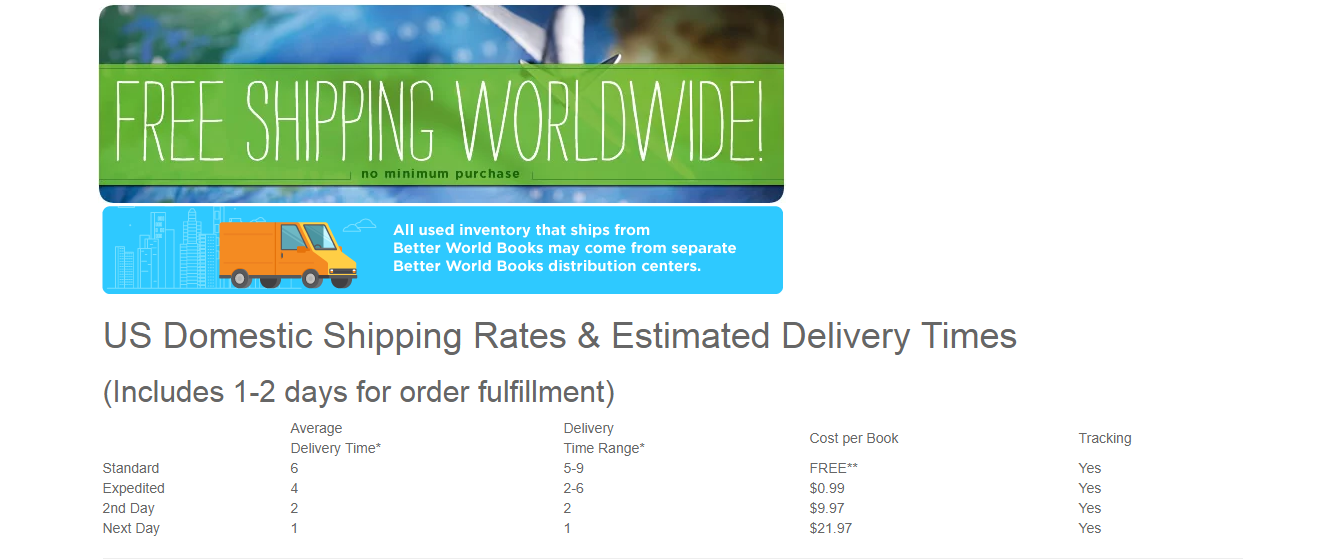 FREE SHIPPING WORLDWIDE!
no minimum purchase
All used inventory that ships from
Better World Books may come from separate
Better World Books distribution centers.
US Domestic Shipping Rates & Estimated Delivery Times
(Includes 1-2 days for order fulfillment)
Average Delivery
Delivery Time* Time Range* Cost per Book Tracking
Standard 6 5-9 FREE** Yes
Expedited 4 2-6 $0.99 Yes
2nd Day 2 2 $9.97 Yes
Next Day 1 1 $21.97 Yes